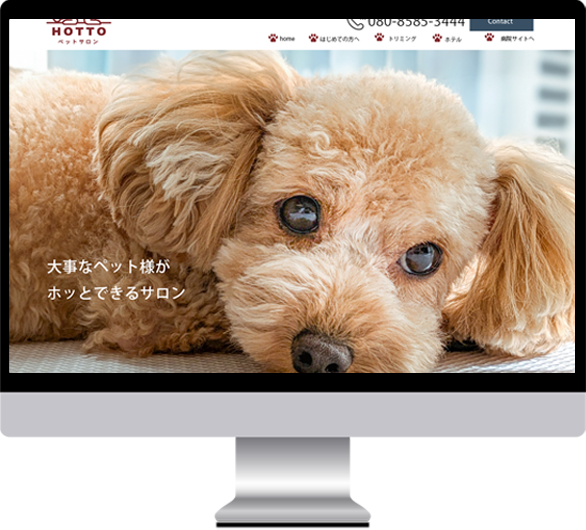 HOTTO
ペットサロン
080-8585-3444
Contact
home
はじめての方へ
トリミング
ホテル
病院サイトへ
大事なペット様が
ホッとできるサロン